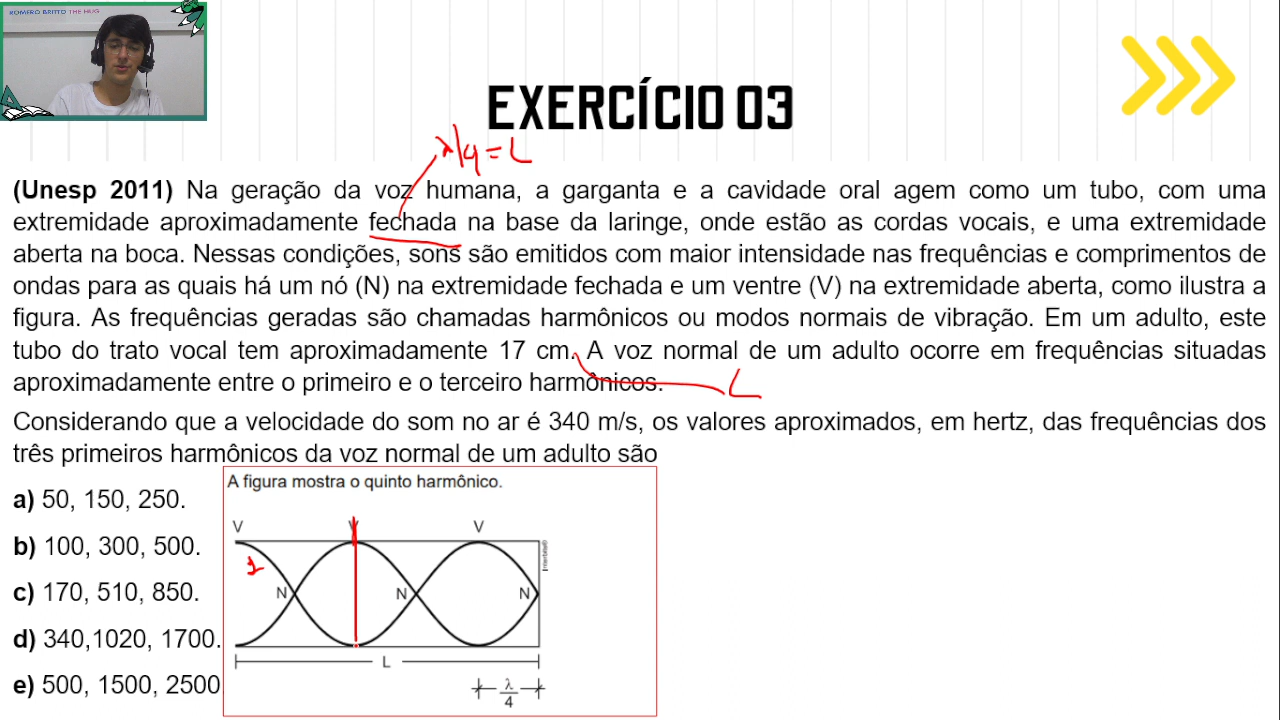 ROMERO BRITTO THE HUG
EXERCÍCIO 03
λ/4 = L
(Unesp 2011) Na geração da voz humana, a garganta e a cavidade oral agem como um tubo, com uma
extremidade aproximadamente fechada na base da laringe, onde estão as cordas vocais, e uma extremidade
aberta na boca. Nessas condições, sons são emitidos com maior intensidade nas frequências e comprimentos de
ondas para as quais há um nó (N) na extremidade fechada e um ventre (V) na extremidade aberta, como ilustra a
figura. As frequências geradas são chamadas harmônicos ou modos normais de vibração. Em um adulto, este
tubo do trato vocal tem aproximadamente 17 cm. A voz normal de um adulto ocorre em frequências situadas
aproximadamente entre o primeiro e o terceiro harmônicos.
L
Considerando que a velocidade do som no ar é 340 m/s, os valores aproximados, em hertz, das frequências dos
três primeiros harmônicos da voz normal de um adulto são
a) 50, 150, 250.
b) 100, 300, 500.
c) 170, 510, 850.
d) 340,1020, 1700.
e) 500, 1500, 2500
A figura mostra o quinto harmônico.
V V V
1
N N N
L
λ
4